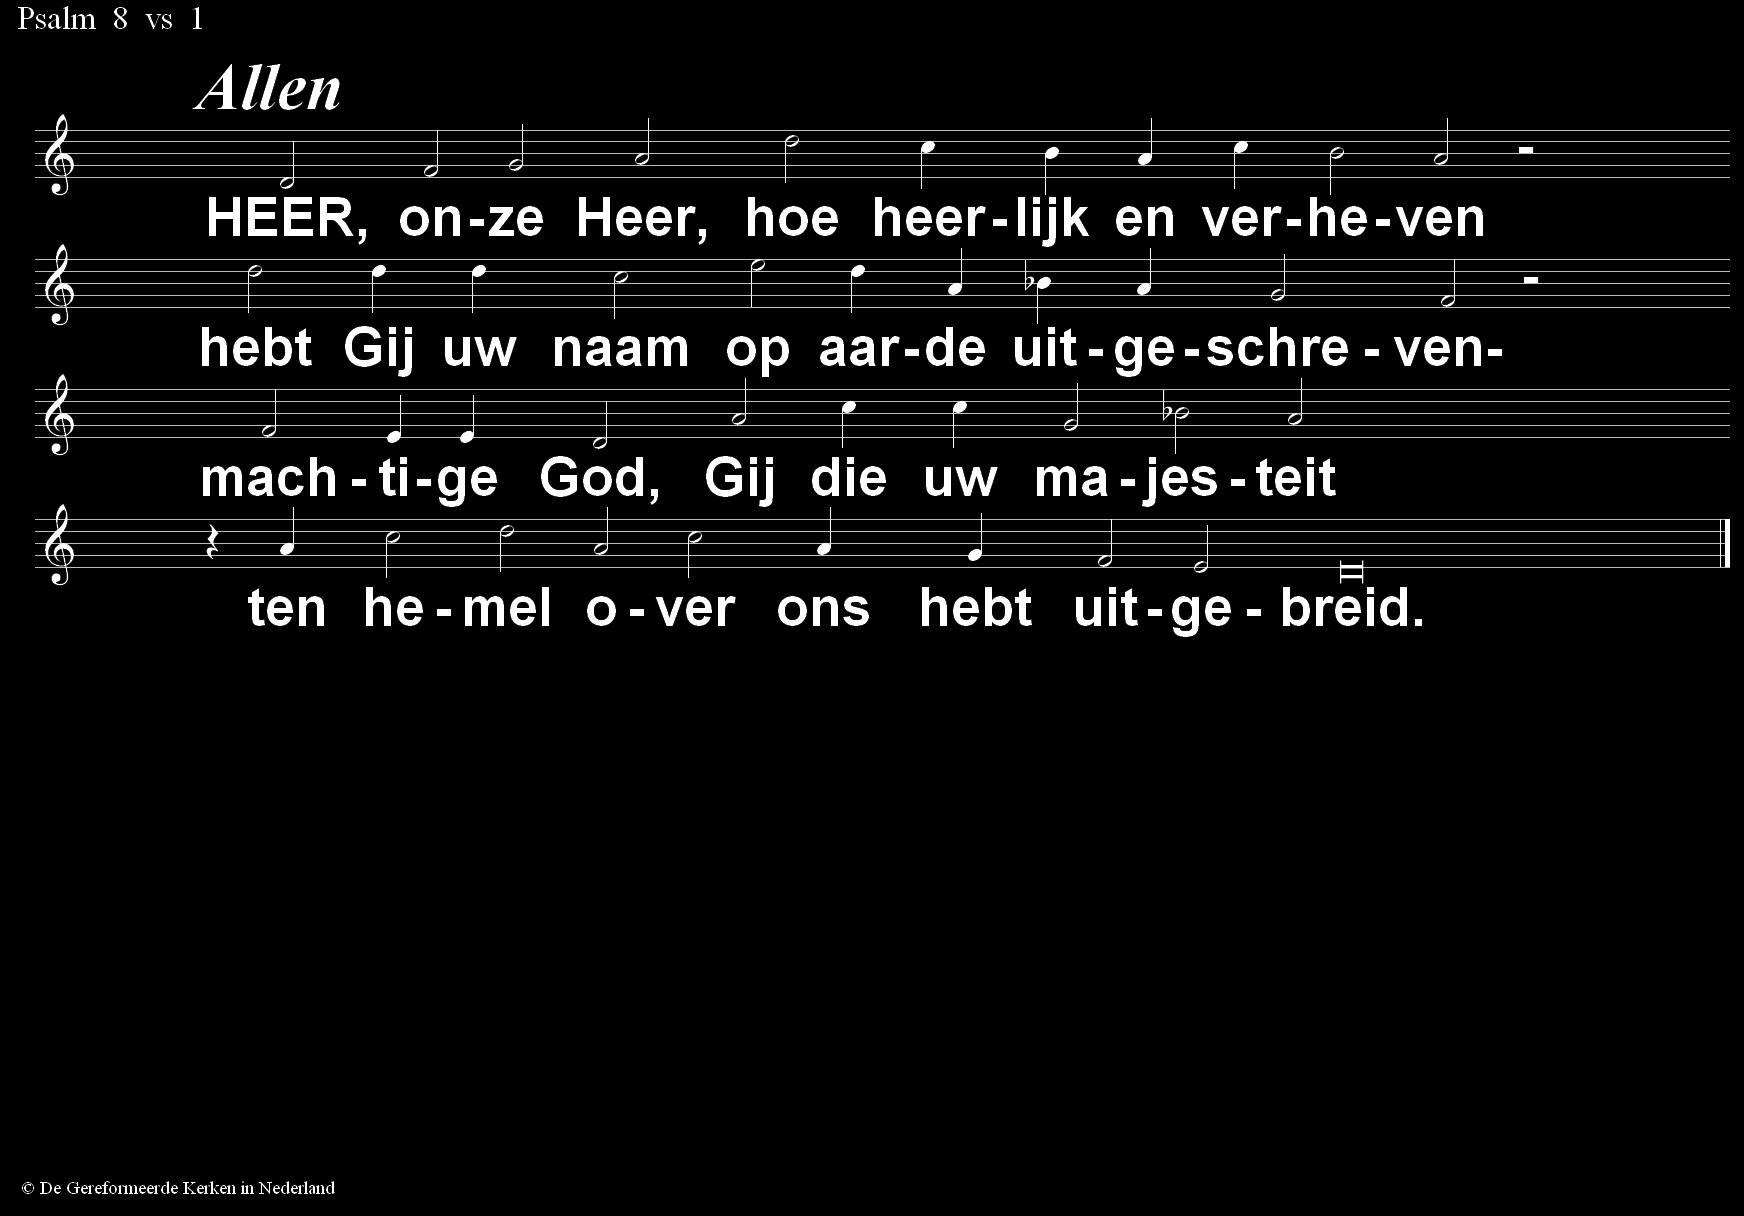 Psalm 8 vs 1
Allen
HEER, on-ze Heer, hoe heer-lijk en ver-he-ven
hebt Gij uw naam op aar-de uit-ge-schre-ven-
mach-ti-ge God, Gij die uw ma-jes-teit
ten he-mel o-ver ons hebt uit-ge-breid.
© De Gereformeerde Kerken in Nederland